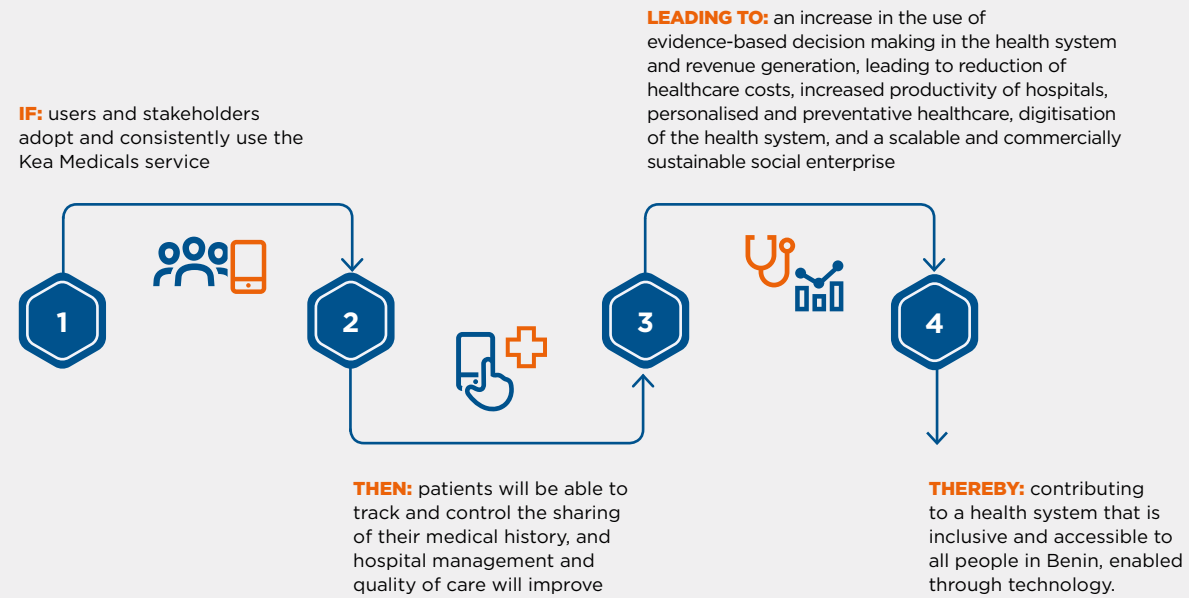 IF: users and stakeholders
adopt and consistently use the
Kea Medicals service
1
2
THEN: patients will be able to
track and control the sharing
of their medical history, and
hospital management and
quality of care will improve
LEADING TO: an increase in the use of
evidence-based decision making in the health system
and revenue generation, leading to reduction of
healthcare costs, increased productivity of hospitals,
personalised and preventative healthcare, digitisation
of the health system, and a scalable and commercially
sustainable social enterprise
3
4
THEREBY: contributing
to a health system that is
inclusive and accessible to
all people in Benin, enabled
through technology.